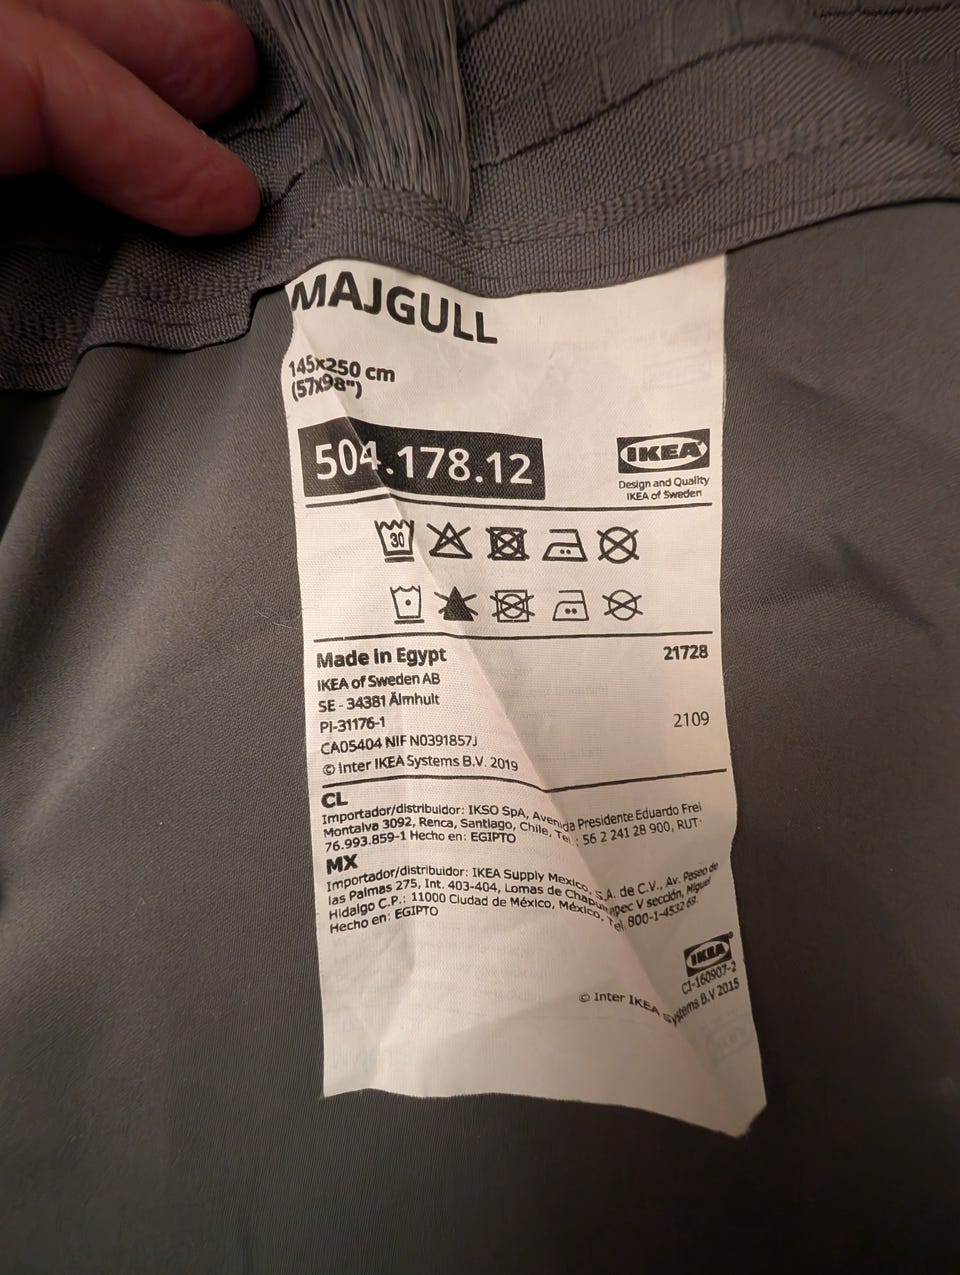 MAJGULL
145x250 cm
(57x98")
504.178.12
IKEA
Design and Quality
IKEA of Sweden
30
Made in Egypt
21728
IKEA of Sweden AB
SE - 34381 Älmhult
PI-31176-1
2109
CA05404 NIF N0391857J
© Inter IKEA Systems B.V. 2019
CL
Importador/distribuidor: IKSO SpA, Avenida Presidente Eduardo Frei
Montalva 3092, Renca, Santiago, Chile, Tel : 56 2 241 28 900, RUT:
76.993.859-1 Hecho en: EGIPTO
MX
Importador/distribuidor: IKEA Supply Mexico, S.A. de C.V., Av. Paseo de
las Palmas 275, Int. 403-404, Lomas de Chapultepec V sección, Miguel
Hidalgo C.P.: 11000 Ciudad de México, México, Tel. 800-1-4532 69.
Hecho en: EGIPTO
IKEA®
CI-160907-2
© Inter IKEA Systems B.V 2015